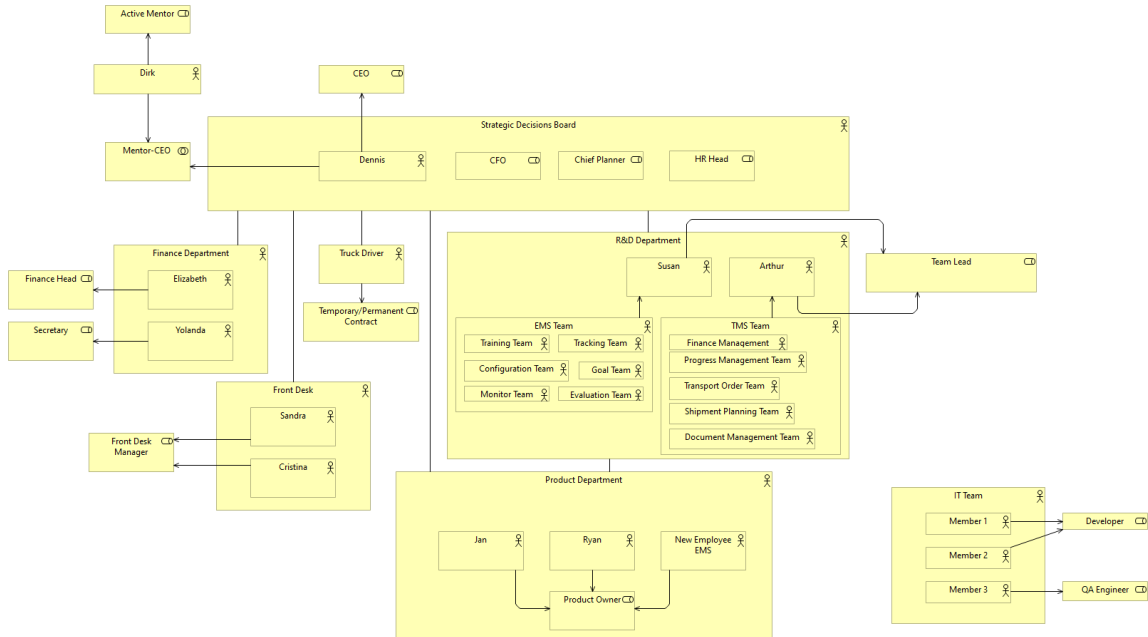 Active Mentor
Dirk
CEO
Strategic Decisions Board
Mentor-CEO
Dennis
CFO
Chief Planner
HR Head
Finance Department
Truck Driver
R&D Department
Finance Head
Elizabeth
Susan
Arthur
Team Lead
Temporary/Permanent
Contract
Secretary
Yolanda
EMS Team
Training Team
Tracking Team
Configuration Team
Goal Team
Monitor Team
Evaluation Team
TMS Team
Finance Management
Progress Management Team
Transport Order Team
Shipment Planning Team
Document Management Team
Front Desk
Sandra
Front Desk
Manager
Cristina
Product Department
Jan
Ryan
New Employee
EMS
Product Owner
IT Team
Member 1
Developer
Member 2
Member 3
QA Engineer